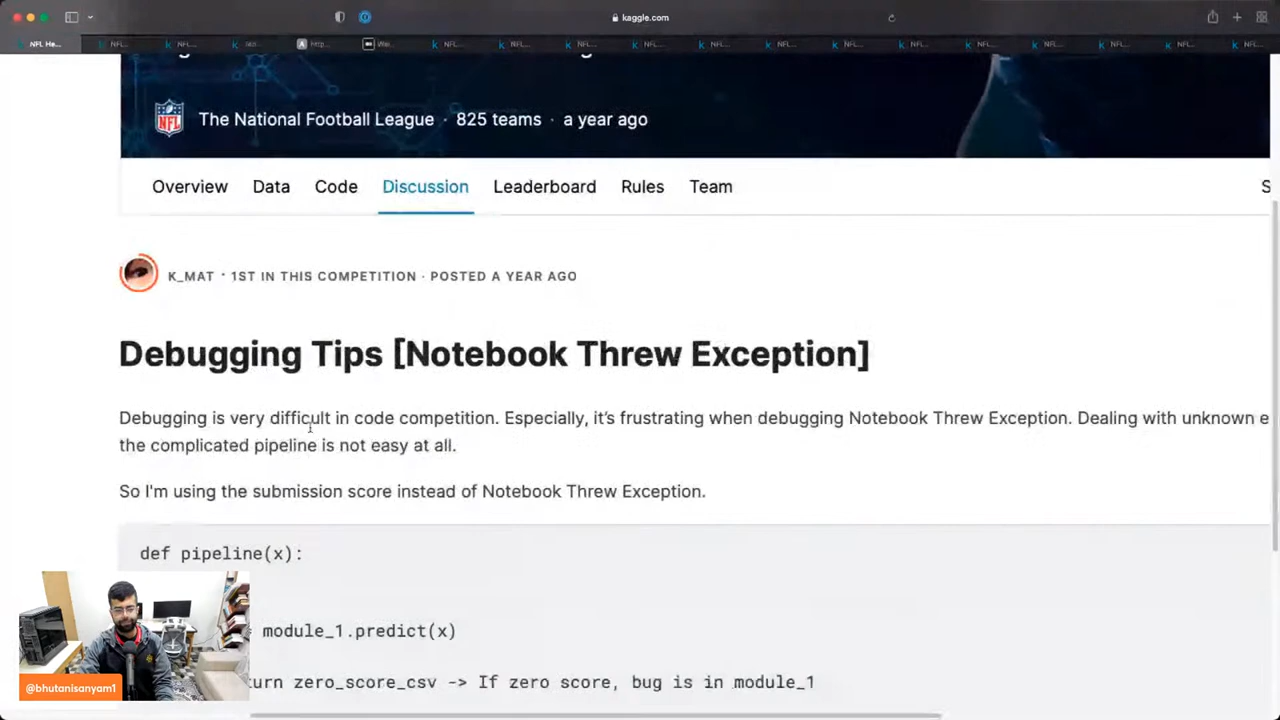 kaggle.com
NFL He...
NFL...
NFL...
http...
NFL...
NFL...
NFL...
NFL...
NFL...
NFL...
NFL...
NFL...
NFL...
NFL...
NFL...
NFL...
NFL...
The National Football League · 825 teams · a year ago
Overview Data Code Discussion Leaderboard Rules Team
K_MAT · 1ST IN THIS COMPETITION · POSTED A YEAR AGO
Debugging Tips [Notebook Threw Exception]
Debugging is very difficult in code competition. Especially, it's frustrating when debugging Notebook Threw Exception. Dealing with unknown e
the complicated pipeline is not easy at all.
So I'm using the submission score instead of Notebook Threw Exception.
def pipeline(x):
module_1.predict(x)
urn zero_score_csv -> If zero score, bug is in module_1
@bhutanisanyam1